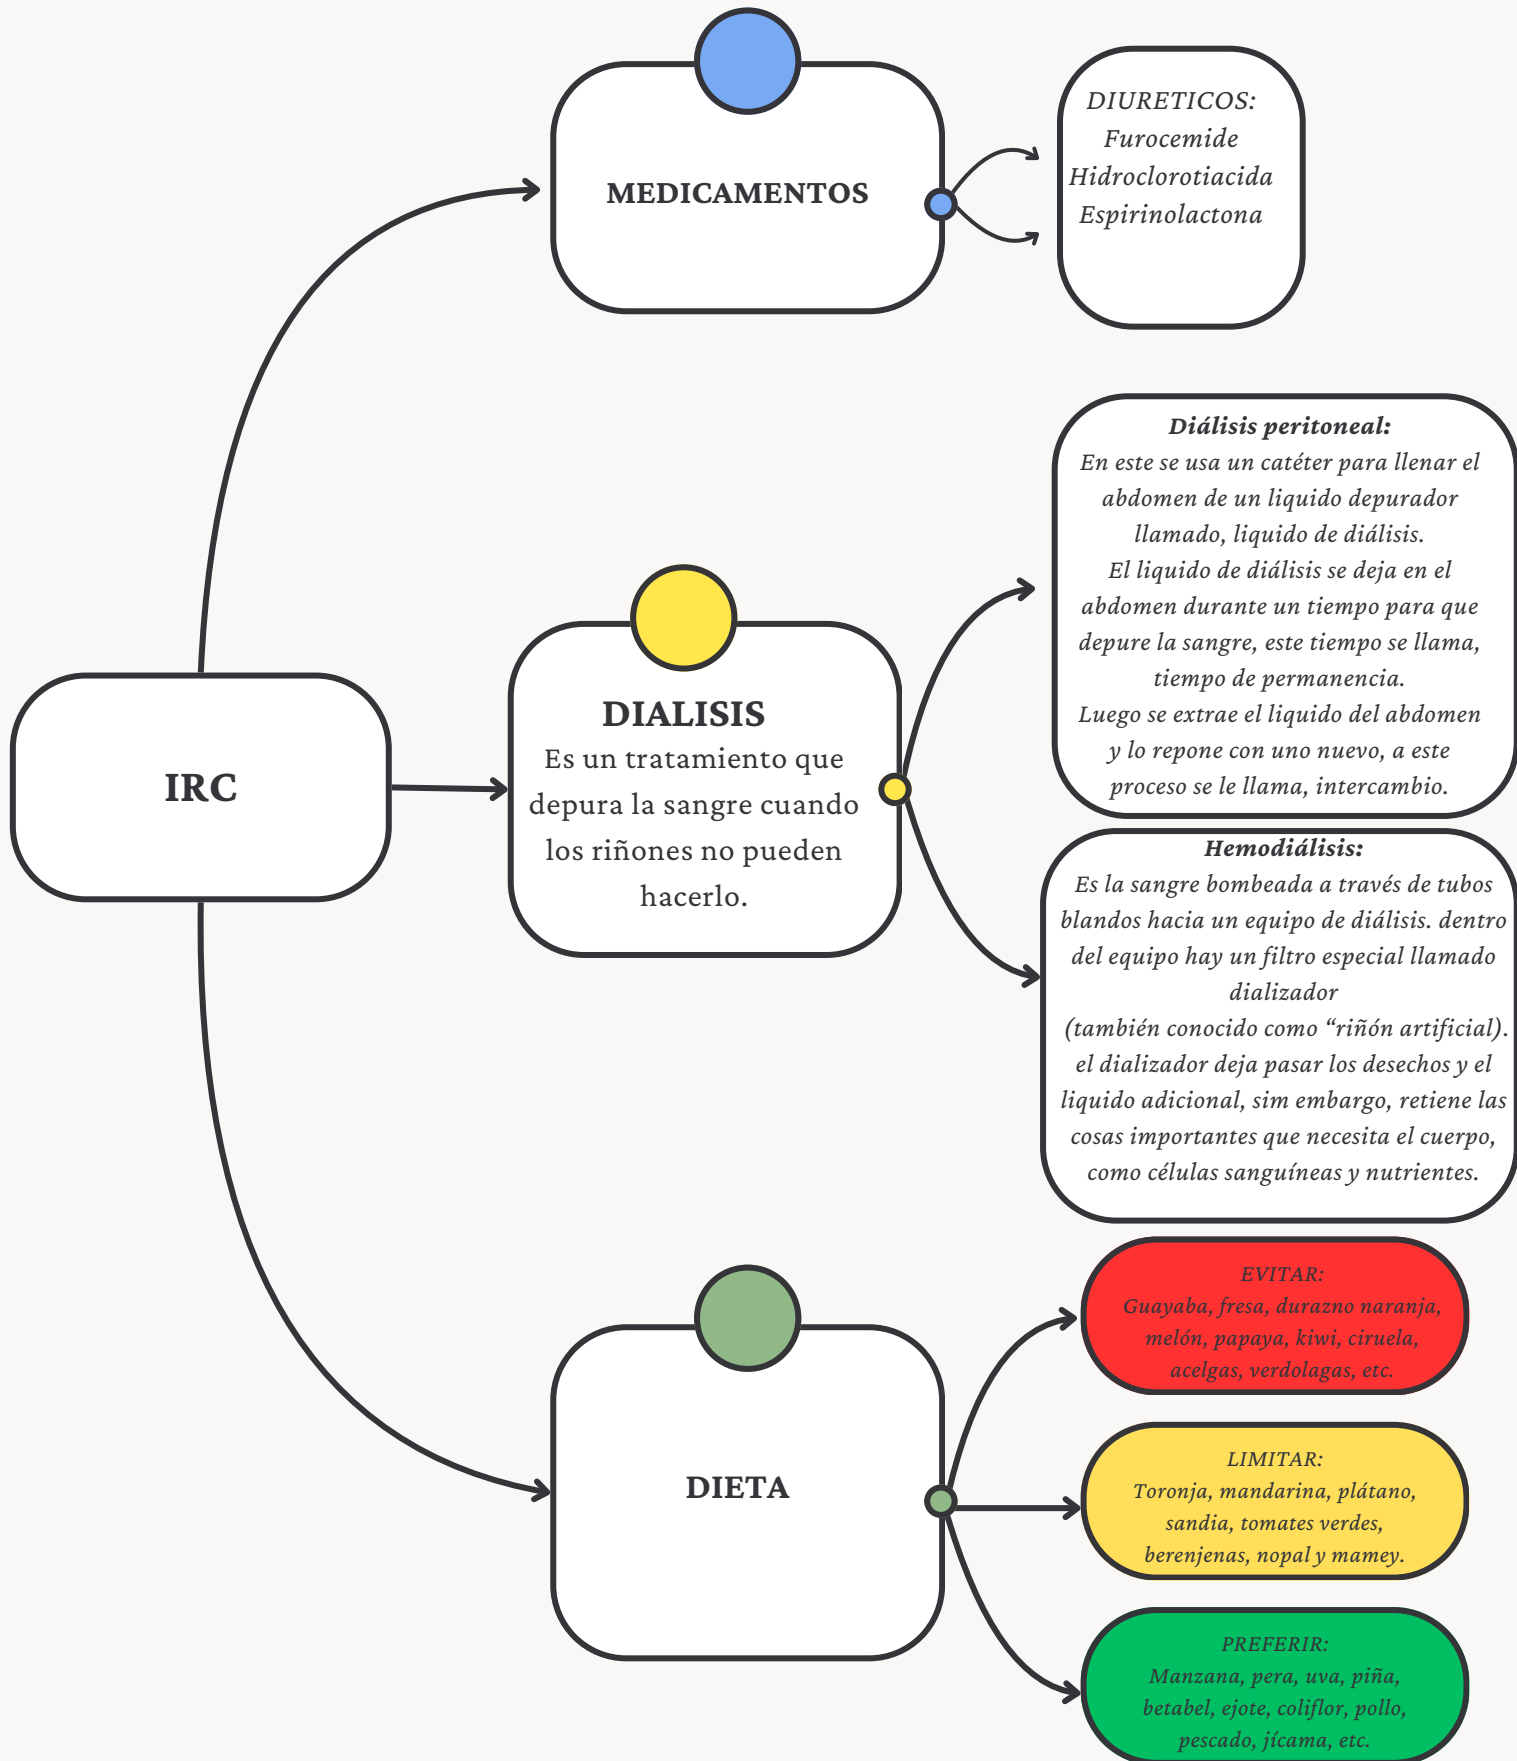 MEDICAMENTOS
DIURETICOS:
Furocemide
Hidroclorotiacida
Espirinolactona
IRC
DIALISIS
Es un tratamiento que
depura la sangre cuando
los riñones no pueden
hacerlo.
Diálisis peritoneal:
En este se usa un catéter para llenar el
abdomen de un liquido depurador
llamado, liquido de diálisis.
El liquido de diálisis se deja en el
abdomen durante un tiempo para que
depure la sangre, este tiempo se llama,
tiempo de permanencia.
Luego se extrae el liquido del abdomen
y lo repone con uno nuevo, a este
proceso se le llama, intercambio.
Hemodiálisis:
Es la sangre bombeada a través de tubos
blandos hacia un equipo de diálisis. dentro
del equipo hay un filtro especial llamado
dializador
(también conocido como “riñón artificial).
el dializador deja pasar los desechos y el
liquido adicional, sim embargo, retiene las
cosas importantes que necesita el cuerpo,
como células sanguíneas y nutrientes.
DIETA
EVITAR:
Guayaba, fresa, durazno naranja,
melón, papaya, kiwi, ciruela,
acelgas, verdolagas, etc.
LIMITAR:
Toronja, mandarina, plátano,
sandia, tomates verdes,
berenjenas, nopal y mamey.
PREFERIR:
Manzana, pera, uva, piña,
betabel, ejote, coliflor, pollo,
pescado, jícama, etc.